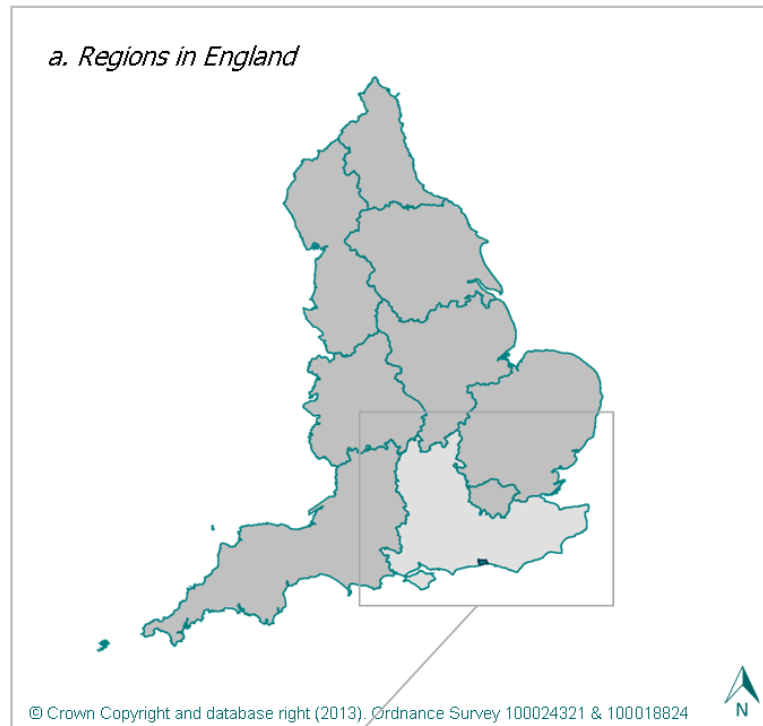 a. Regions in England
© Crown Copyright and database right (2013). Ordnance Survey 100024321 & 100018824
N